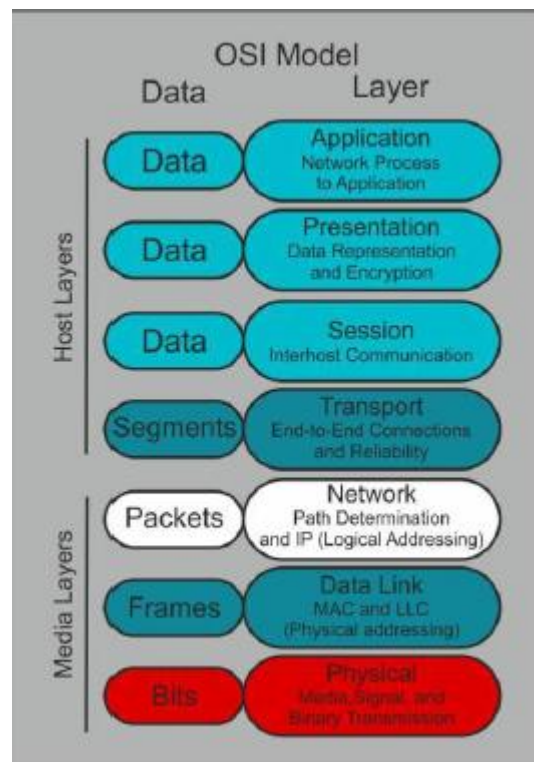 OSI Model
Data
Layer
Host Layers
Data
Application
Network Process
to Application
Data
Presentation
Data Representation
and Encryption
Data
Session
Interhost Communication
Segments
Transport
End-to-End Connections
and Reliability
Media Layers
Packets
Network
Path Determination
and IP (Logical Addressing)
Frames
Data Link
MAC and LLC
(Physical addressing)
Bits
Physical
Media, Signal, and
Binary Transmission